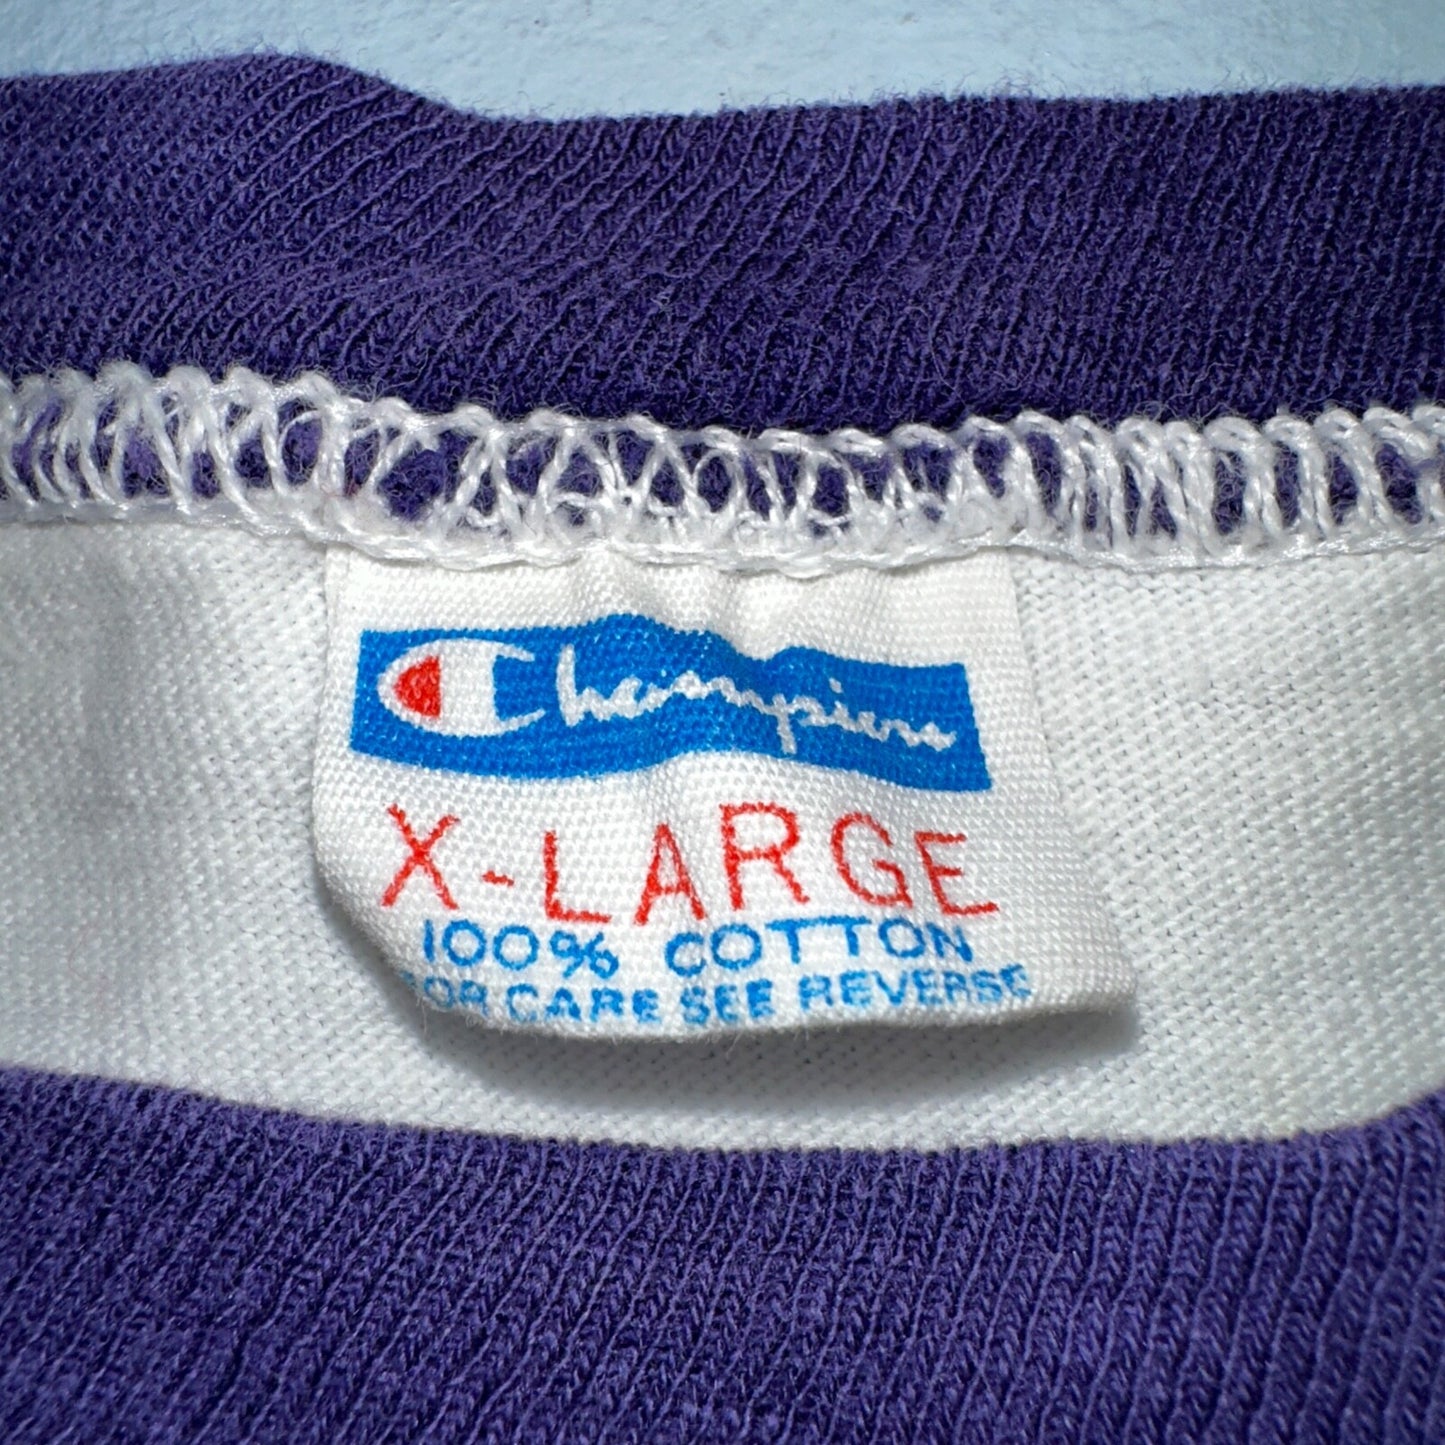 Champion
X-LARGE
100% COTTON
FOR CARE SEE REVERSE